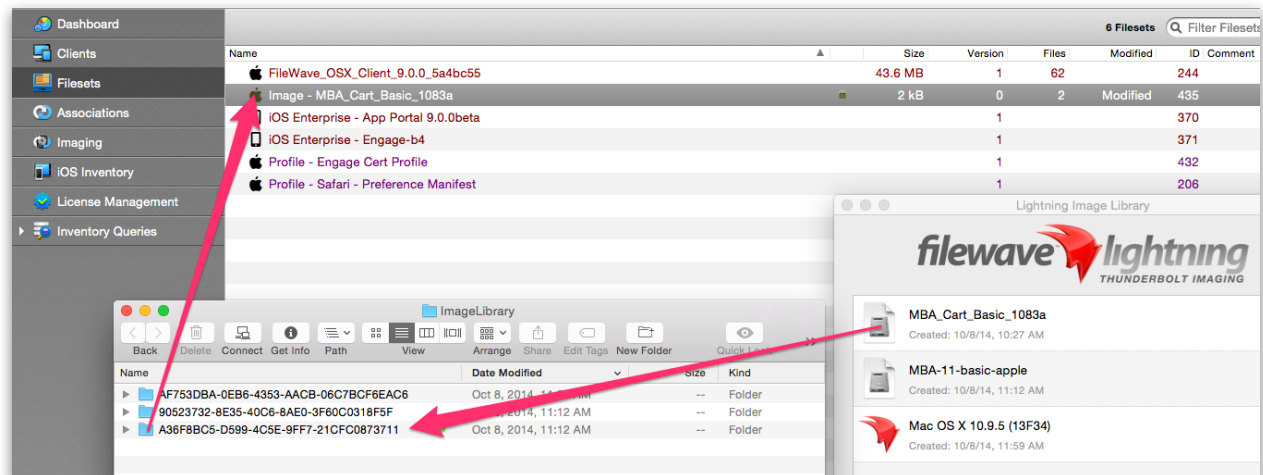 Dashboard
6 Filesets
Filter Filesets
Clients
Name Size Version Files Modified ID Comment
Filesets
FileWave_OSX_Client_9.0.0_5a4bc55 43.6 MB 1 62 244
Image - MBA_Cart_Basic_1083a 2 kB 0 2 Modified 435
Associations
iOS Enterprise - App Portal 9.0.0beta 1 370
Imaging
iOS Enterprise - Engage-b4 1 371
iOS Inventory
Profile - Engage Cert Profile 1 432
Profile - Safari - Preference Manifest 1 206
License Management
Inventory Queries
Lightning Image Library
filewave lightning
THUNDERBOLT IMAGING
MBA_Cart_Basic_1083a
Created: 10/8/14, 10:27 AM
MBA-11-basic-apple
Created: 10/8/14, 11:12 AM
Mac OS X 10.9.5 (13F34)
Created: 10/8/14, 11:59 AM
ImageLibrary
Back Delete Connect Get Info Path View Arrange Share Edit Tags New Folder Quick
Name Date Modified Size Kind
AF753DBA-0EB6-4353-AACB-06C7BCF6EAC6 Oct 8, 2014, AM -- Folder
90523732-8E35-40C6-8AE0-3F60C0318F5F 2014, 11:12 AM -- Folder
A36F8BC5-D599-4C5E-9FF7-21CFC0873711 Oct 8, 2014, 11:12 AM -- Folder